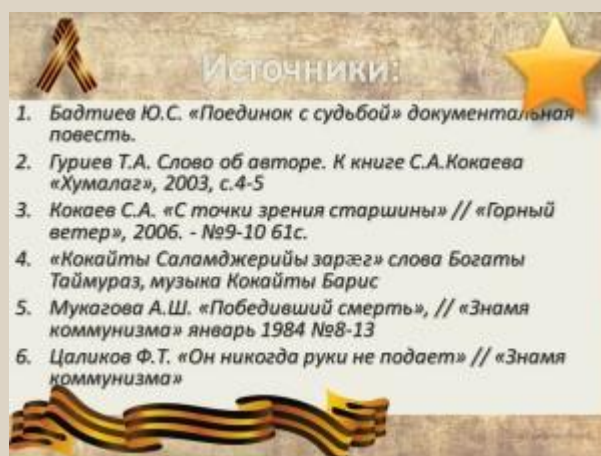 Источники:
1. Бадтиев Ю.С. «Поединок с судьбой» документальная
повесть.
2. Гуриев Т.А. Слово об авторе. К книге С.А.Кокаева
«Хумалаг», 2003, с.4-5
3. Кокаев С.А. «С точки зрения старшины» // «Горный
ветер», 2006. - №9-10 61с.
4. «Кокайты Саламджерийы зарæг» слова Богаты
Таймураз, музыка Кокайты Барис
5. Мукагова А.Ш. «Победивший смерть», // «Знамя
коммунизма» январь 1984 №8-13
6. Цаликов Ф.Т. «Он никогда руки не подает» // «Знамя
коммунизма»